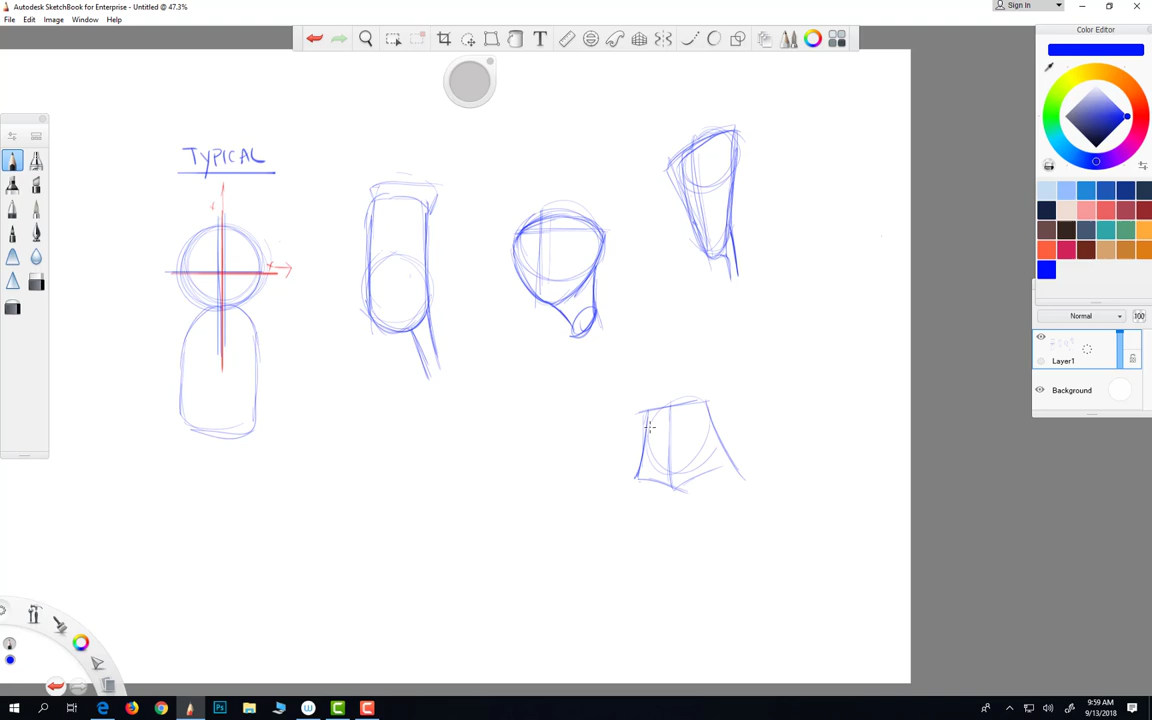 Autodesk SketchBook for Enterprise - Untitled @ 47.3%
Sign In
File Edit Image Window Help
Color Editor
TYPICAL
Normal
100
Layer1
Background
9:59 AM
9/13/2018